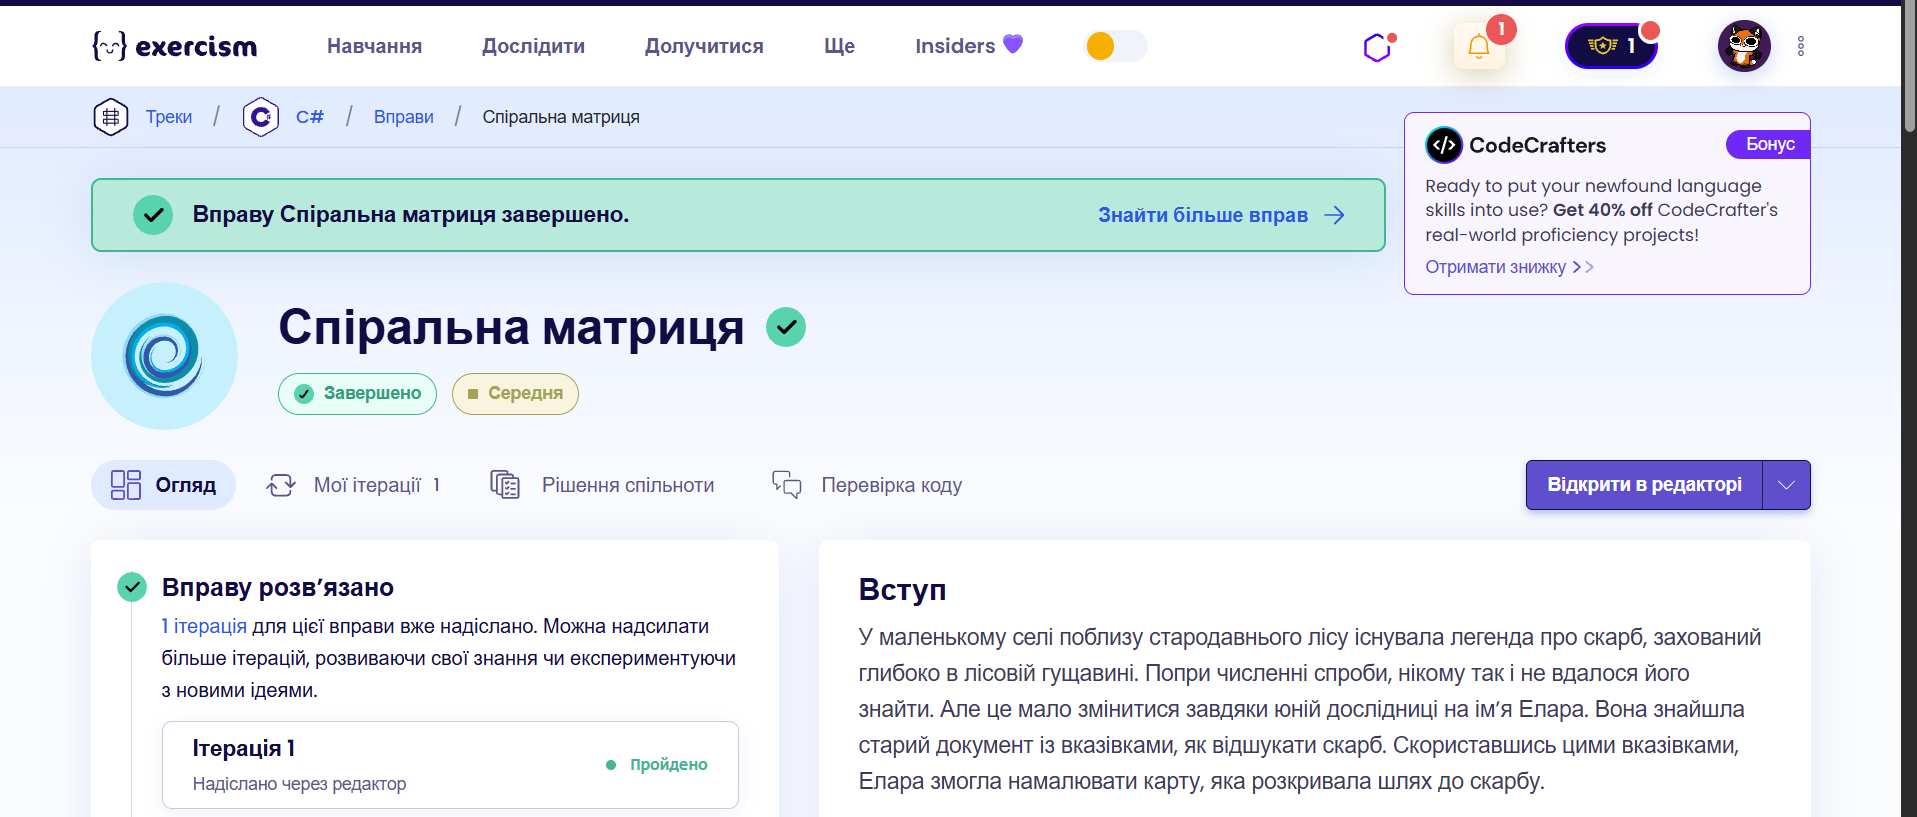 exercism
Навчання
Дослідити
Долучитися
Ще
Insiders
1
1
Треки / C# / Вправи / Спіральна матриця
CodeCrafters
Бонус
Ready to put your newfound language
skills into use? Get 40% off CodeCrafter's
real-world proficiency projects!
Отримати знижку
Вправу Спіральна матриця завершено.
Знайти більше вправ
Спіральна матриця
Завершено
Середня
Огляд
Мої ітерації 1
Рішення спільноти
Перевірка коду
Відкрити в редакторі
Вправу розв’язано
1 ітерація для цієї вправи вже надіслано. Можна надсилати
більше ітерацій, розвиваючи свої знання чи експериментуючи
з новими ідеями.
Ітерація 1
Надіслано через редактор
Пройдено
Вступ
У маленькому селі поблизу стародавнього лісу існувала легенда про скарб, захований
глибоко в лісовій гущавині. Попри численні спроби, нікому так і не вдалося його
знайти. Але це мало змінитися завдяки юній дослідниці на ім’я Елара. Вона знайшла
старий документ із вказівками, як відшукати скарб. Скориставшись цими вказівками,
Елара змогла намалювати карту, яка розкривала шлях до скарбу.